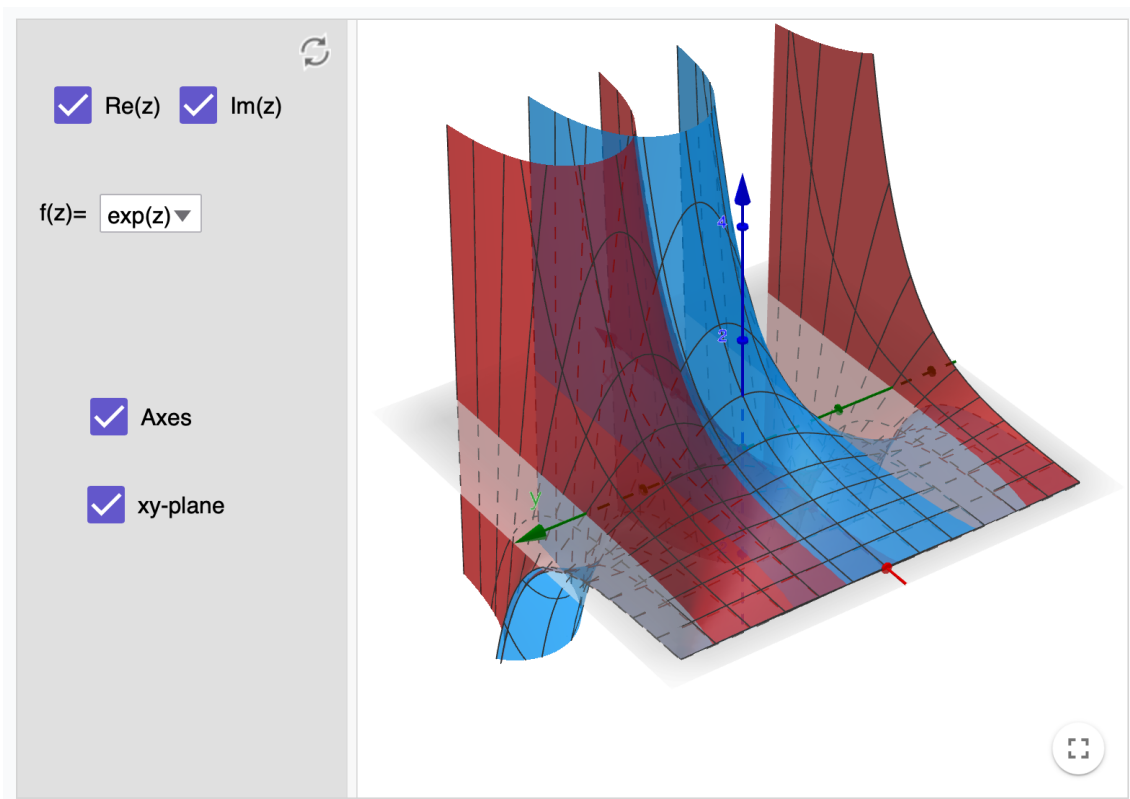 Re(z) Im(z)
f(z)= exp(z)
Axes
xy-plane
4
2
y